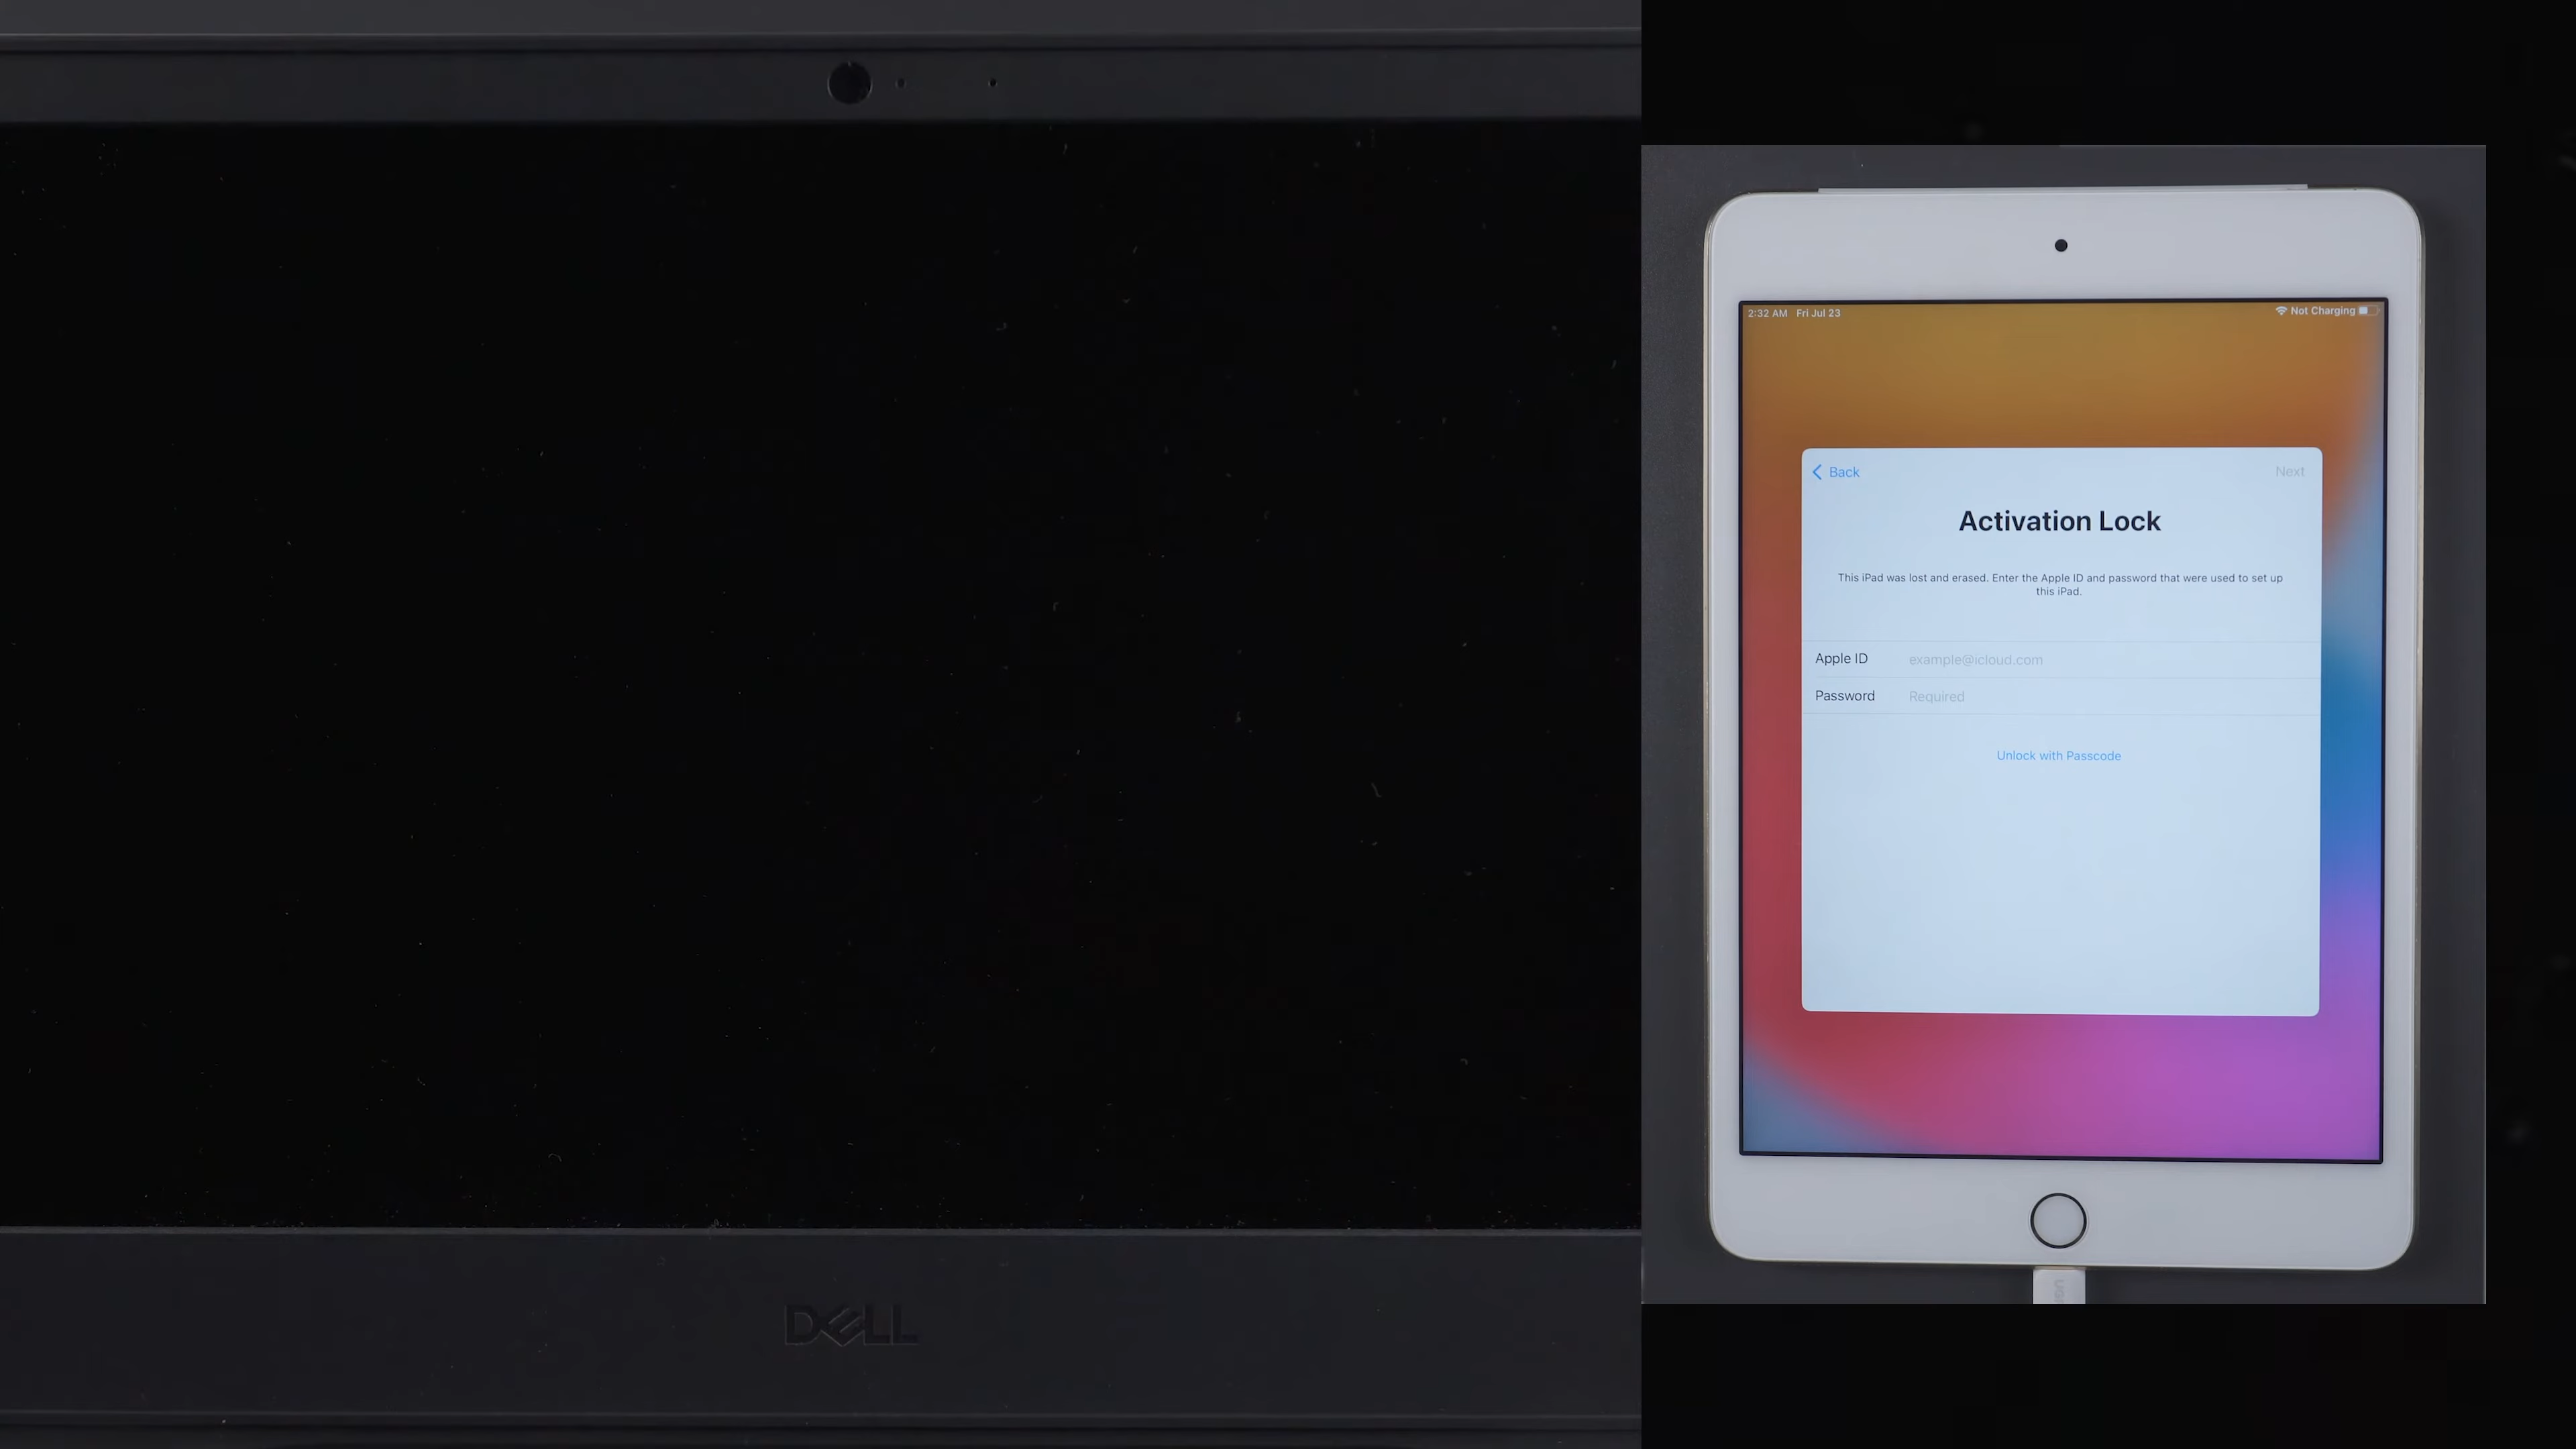 2:32 AM Fri Jul 23
Not Charging
Back
Next
Activation Lock
This iPad was lost and erased. Enter the Apple ID and password that were used to set up
this iPad.
Apple ID example@icloud.com
Password Required
Unlock with Passcode
DELL